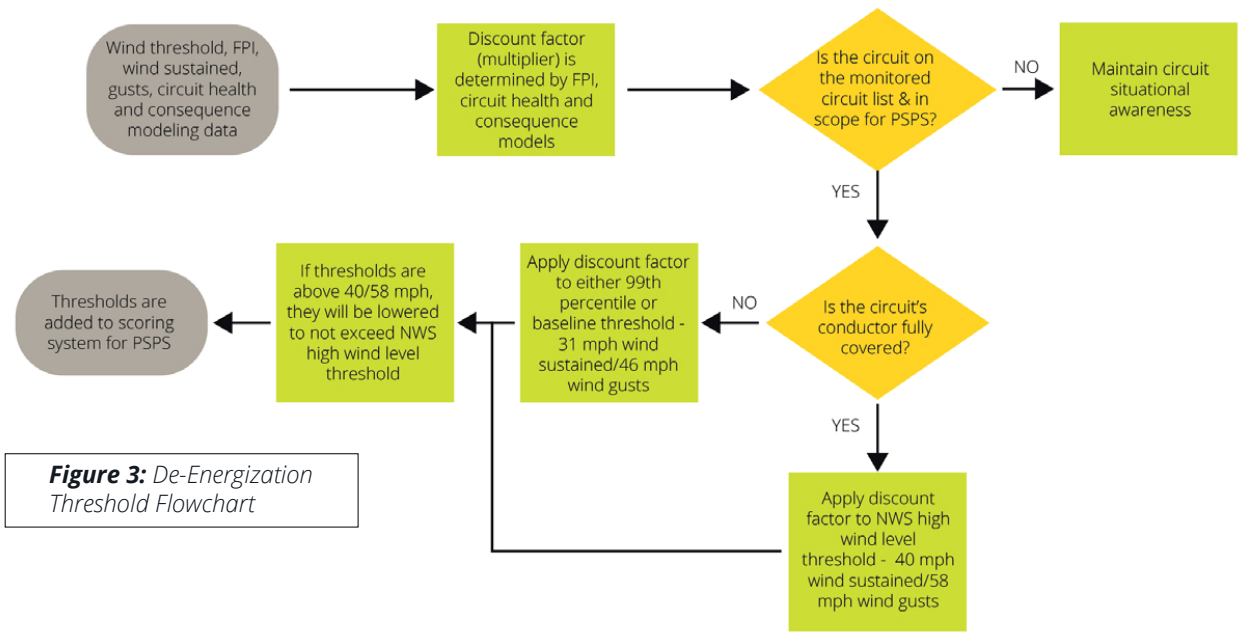 Wind threshold, FPI,
wind sustained,
gusts, circuit health
and consequence
modeling data
Discount factor
(multiplier) is
determined by FPI,
circuit health and
consequence
models
Is the circuit on
the monitored
circuit list & in
scope for PSPS?
NO
Maintain circuit
situational
awareness
YES
Is the circuit’s
conductor fully
covered?
NO
Apply discount factor
to either 99th
percentile or
baseline threshold -
31 mph wind
sustained/46 mph
wind gusts
If thresholds are
above 40/58 mph,
they will be lowered
to not exceed NWS
high wind level
threshold
Thresholds are
added to scoring
system for PSPS
YES
Apply discount
factor to NWS high
wind level
threshold - 40 mph
wind sustained/58
mph wind gusts
Figure 3: De-Energization
Threshold Flowchart